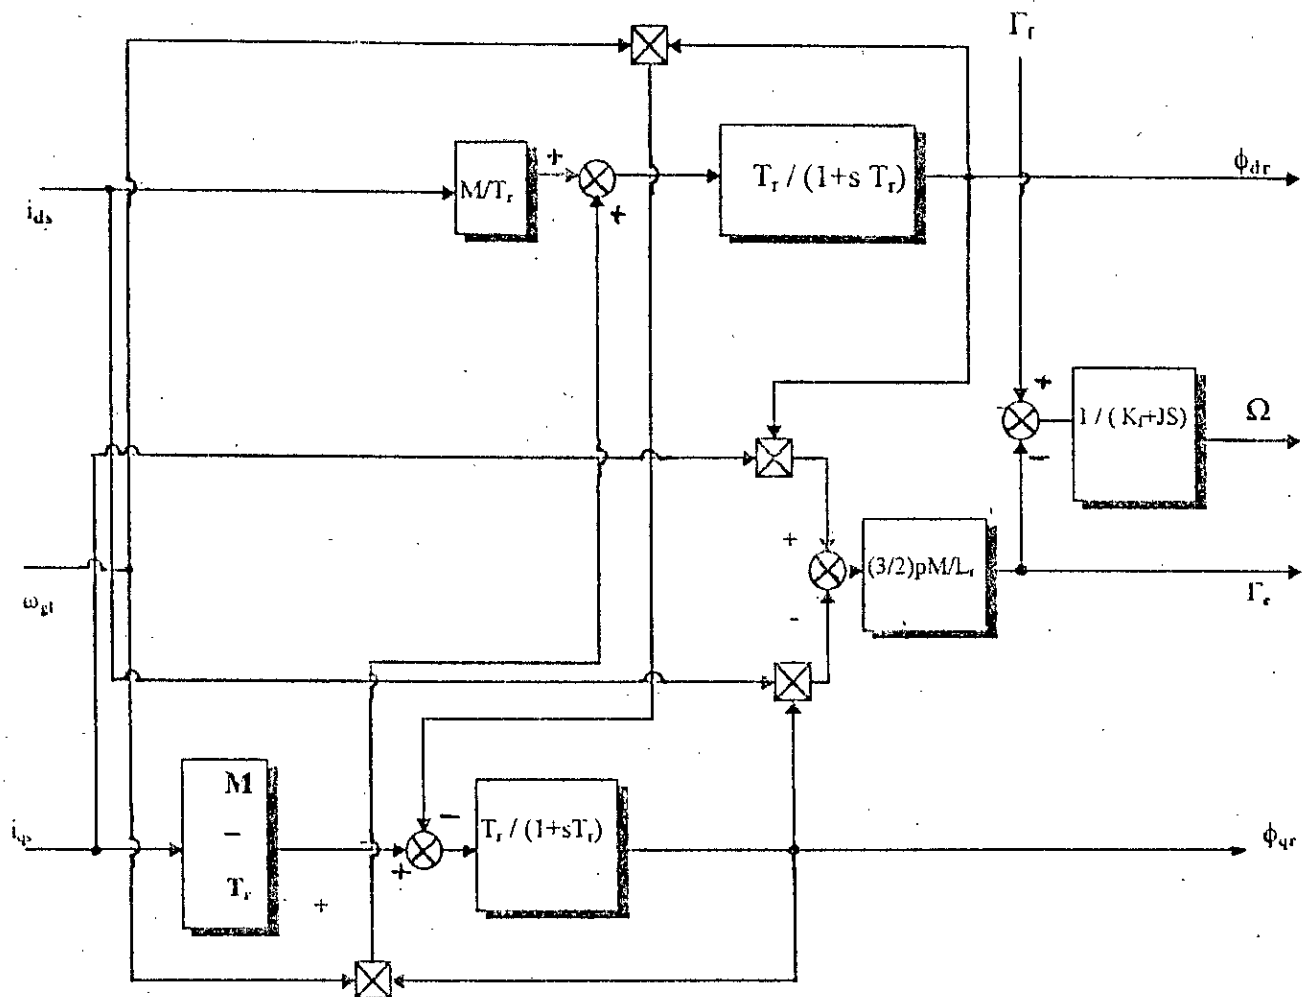 Γr
M/Tr
+
+
Tr / (1+s Tr)
ϕdr
ids
+
−
1 / ( Kf+JS)
Ω
+
-
(3/2)pM/Lr
Γe
ωgl
M
−
Tr
iqs
−
+
+
Tr / (1+sTr)
ϕqr